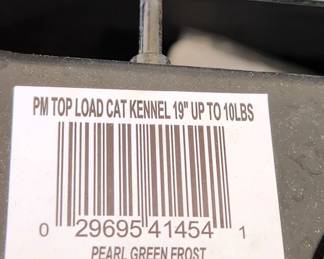 PM TOP LOAD CAT KENNEL 19" UP TO 10LBS
0 29695 41454 1
PEARL GREEN FROST